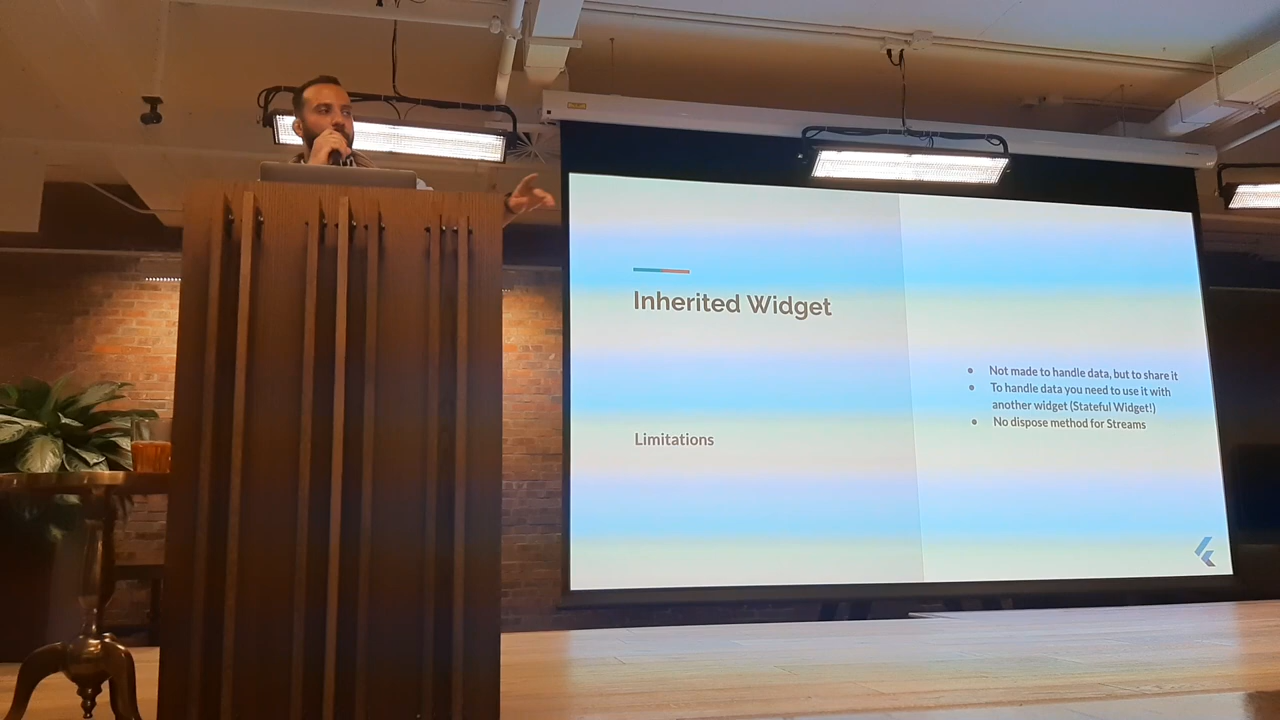 Inherited Widget
Limitations
● Not made to handle data, but to share it
● To handle data you need to use it with
another widget (Stateful Widget!)
● No dispose method for Streams